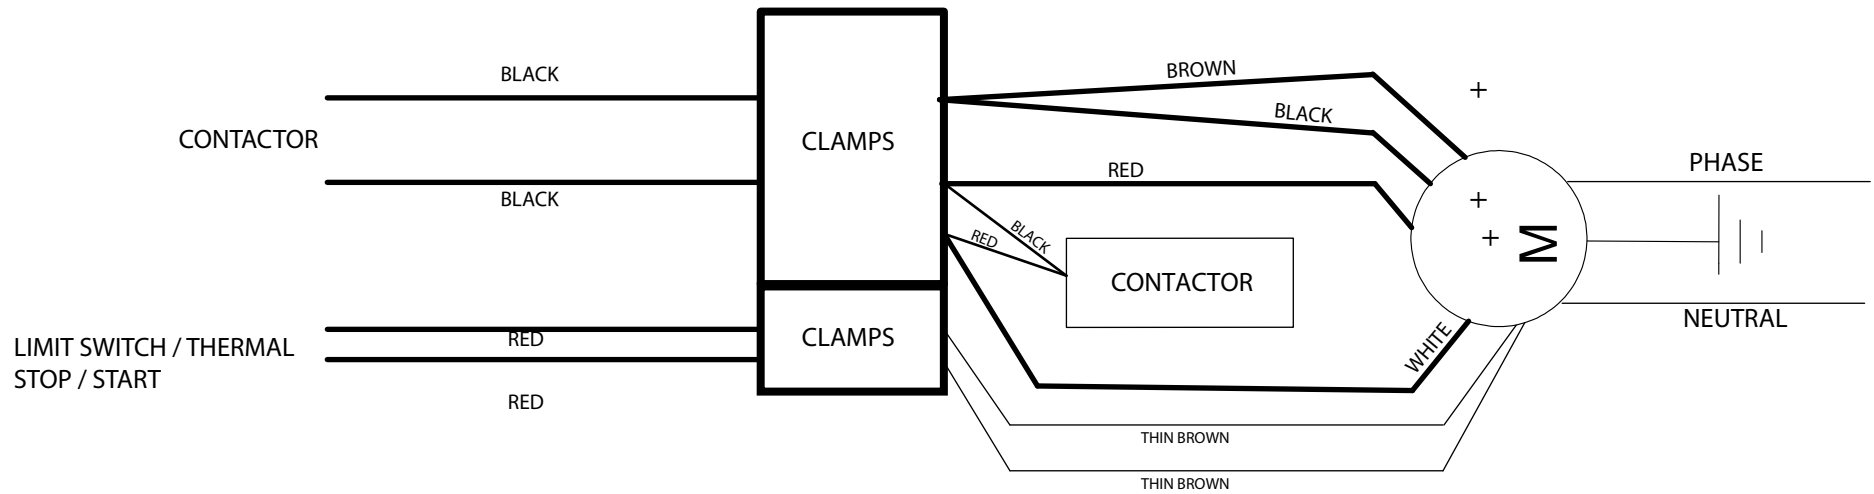 BLACK
CONTACTOR
BLACK
LIMIT SWITCH / THERMAL
STOP / START
RED
RED
CLAMPS
CLAMPS
BROWN
BLACK
RED
BLACK
RED
CONTACTOR
WHITE
THIN BROWN
THIN BROWN
+
+
+
M
PHASE
NEUTRAL